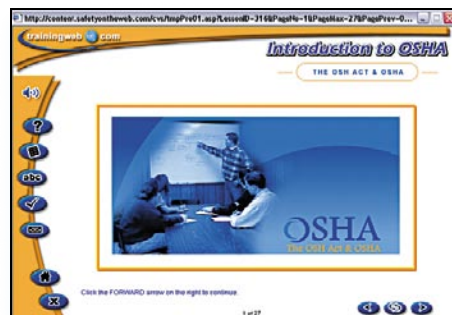 http://content.safetyontheweb.com/cvs/tmpPre01.asp?LessonID=316&PageNo=1&PageMax=27&PagePrev=0...
trainingweb com
Introduction to OSHA
THE OSH ACT & OSHA
?
abc
OSHA
The OSH Act & OSHA
Click the FORWARD arrow on the right to continue.
1 of 27